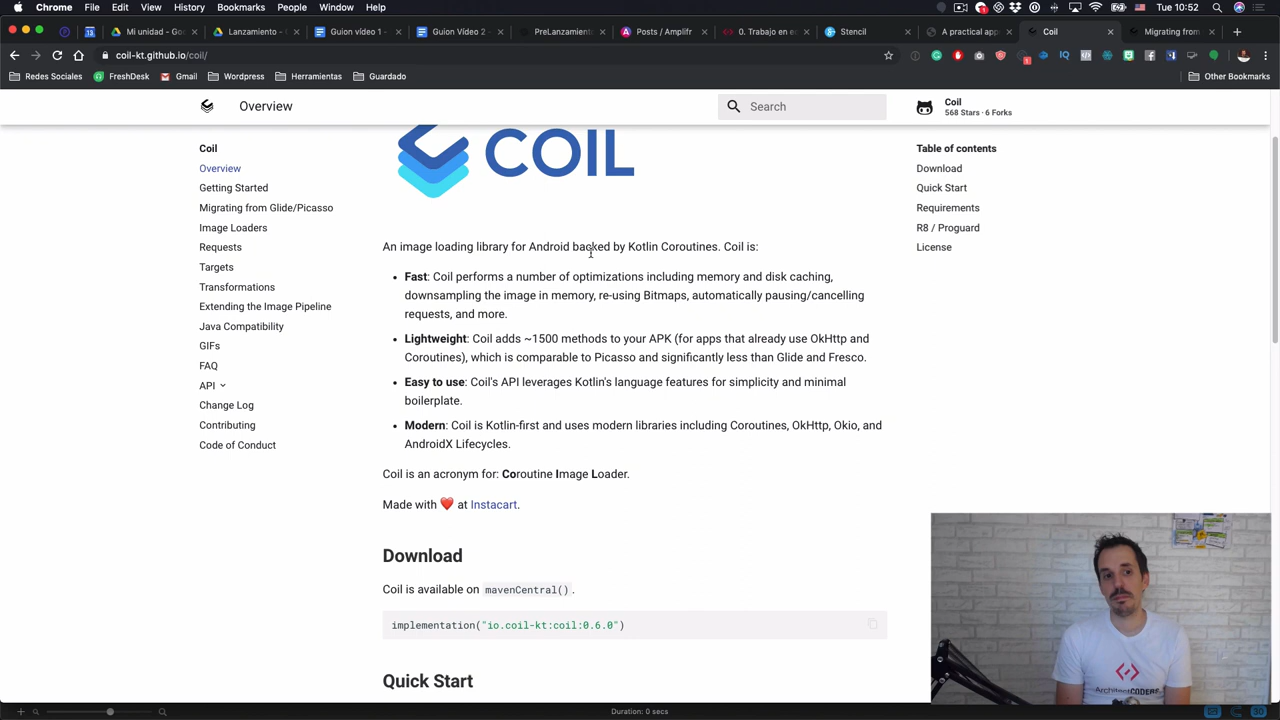 Chrome File Edit View History Bookmarks People Window Help
Tue 10:52
Mi unidad - Goo
Lanzamiento - G
Guion vídeo 1 -
Guion Video 2 -
PreLanzamiento
Posts / Amplifr
0. Trabajo en e
Stencil
A practical app
Coil
Migrating from
coil-kt.github.io/coil/
Redes Sociales FreshDesk Gmail Wordpress Herramientas Guardado Other Bookmarks
Overview
Search
Coil
568 Stars · 6 Forks
Coil
Overview
Getting Started
Migrating from Glide/Picasso
Image Loaders
Requests
Targets
Transformations
Extending the Image Pipeline
Java Compatibility
GIFs
FAQ
API
Change Log
Contributing
Code of Conduct
COIL
An image loading library for Android backed by Kotlin Coroutines. Coil is:
• Fast: Coil performs a number of optimizations including memory and disk caching,
downsampling the image in memory, re-using Bitmaps, automatically pausing/cancelling
requests, and more.
• Lightweight: Coil adds ~1500 methods to your APK (for apps that already use OkHttp and
Coroutines), which is comparable to Picasso and significantly less than Glide and Fresco.
• Easy to use: Coil's API leverages Kotlin's language features for simplicity and minimal
boilerplate.
• Modern: Coil is Kotlin-first and uses modern libraries including Coroutines, OkHttp, Okio, and
AndroidX Lifecycles.
Coil is an acronym for: Coroutine Image Loader.
Made with ❤️ at Instacart.
Download
Coil is available on mavenCentral().
implementation("io.coil-kt:coil:0.6.0")
Quick Start
Table of contents
Download
Quick Start
Requirements
R8 / Proguard
License
ArchitectCODERS
Duration: 0 secs